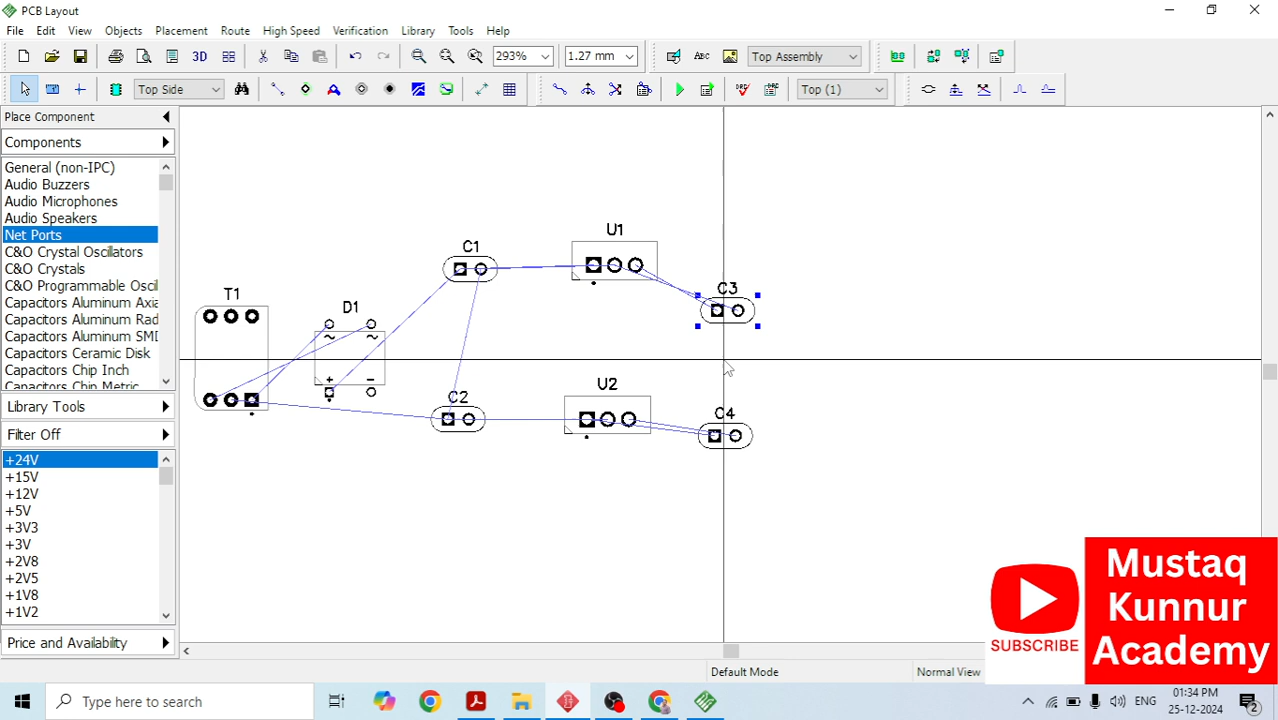 PCB Layout
File Edit View Objects Placement Route High Speed Verification Library Tools Help
3D 293% 1.27 mm ABC Top Assembly
Top Side Top (1)
Place Component
Components
General (non-IPC)
Audio Buzzers
Audio Microphones
Audio Speakers
Net Ports
C&O Crystal Oscillators
C&O Crystals
C&O Programmable Oscil
Capacitors Aluminum Axia
Capacitors Aluminum Rad
Capacitors Aluminum SMD
Capacitors Ceramic Disk
Capacitors Chip Inch
Capacitors Chip Metric
Library Tools
Filter Off
+24V
+15V
+12V
+5V
+3V3
+3V
+2V8
+2V5
+1V8
+1V2
Price and Availability
U1
C1
C3
T1
D1
~ ~
+ −
C2
U2
C4
SUBSCRIBE
Mustaq
Kunnur
Academy
Default Mode Normal View
Type here to search
ENG
01:34 PM
25-12-2024
2